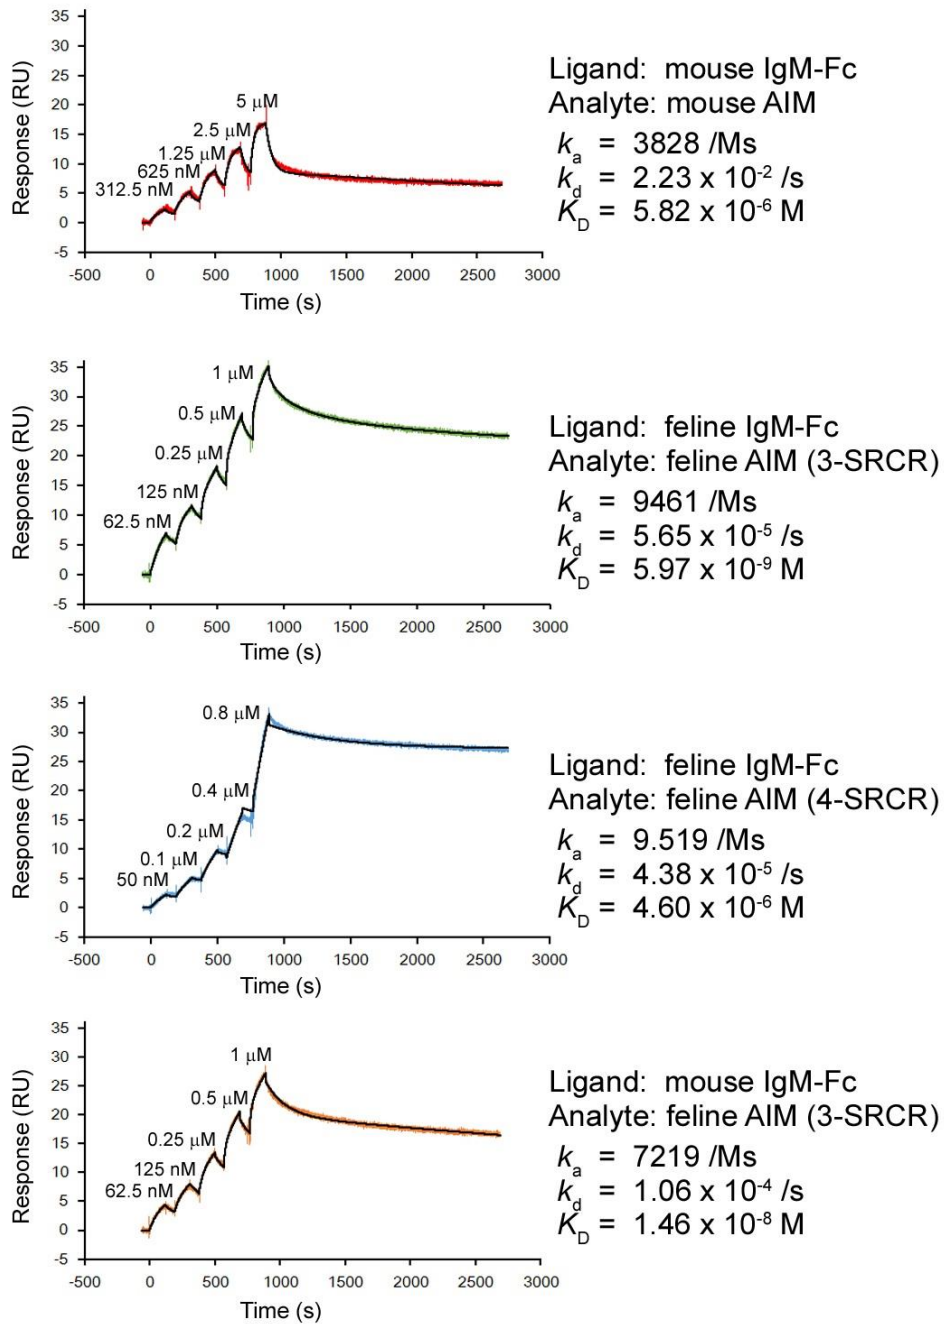 35
30
25
20
15
10
5
0
-5
Response (RU)
312.5 nM
625 nM
1.25 μM
2.5 μM
5 μM
-500 0 500 1000 1500 2000 2500 3000
Time (s)
Ligand: mouse IgM-Fc
Analyte: mouse AIM
ka = 3828 /Ms
kd = 2.23 x 10-2 /s
KD = 5.82 x 10-6 M
35
30
25
20
15
10
5
0
-5
Response (RU)
62.5 nM
125 nM
0.25 μM
0.5 μM
1 μM
-500 0 500 1000 1500 2000 2500 3000
Time (s)
Ligand: feline IgM-Fc
Analyte: feline AIM (3-SRCR)
ka = 9461 /Ms
kd = 5.65 x 10-5 /s
KD = 5.97 x 10-9 M
35
30
25
20
15
10
5
0
-5
Response (RU)
50 nM
0.1 μM
0.2 μM
0.4 μM
0.8 μM
-500 0 500 1000 1500 2000 2500 3000
Time (s)
Ligand: feline IgM-Fc
Analyte: feline AIM (4-SRCR)
ka = 9.519 /Ms
kd = 4.38 x 10-5 /s
KD = 4.60 x 10-6 M
35
30
25
20
15
10
5
0
-5
Response (RU)
62.5 nM
125 nM
0.25 μM
0.5 μM
1 μM
-500 0 500 1000 1500 2000 2500 3000
Time (s)
Ligand: mouse IgM-Fc
Analyte: feline AIM (3-SRCR)
ka = 7219 /Ms
kd = 1.06 x 10-4 /s
KD = 1.46 x 10-8 M